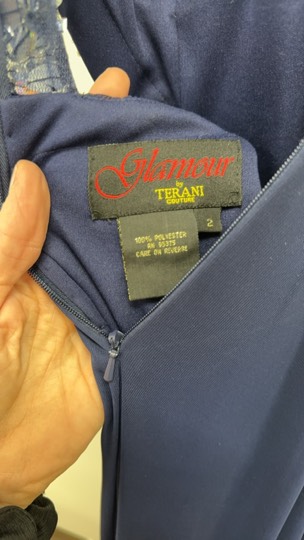 Glamour
by
TERANI
COUTURE
2
100% POLYESTER
RN 95375
CARE ON REVERSE